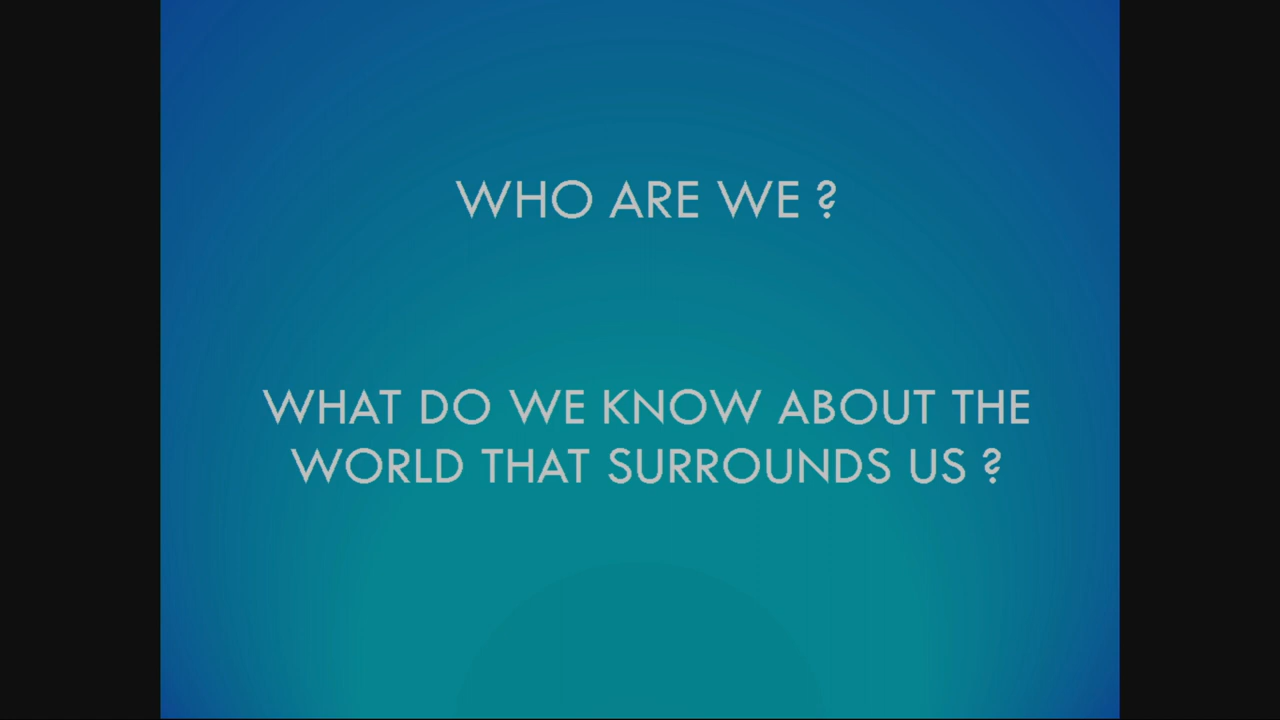 WHO ARE WE ?
WHAT DO WE KNOW ABOUT THE
WORLD THAT SURROUNDS US ?